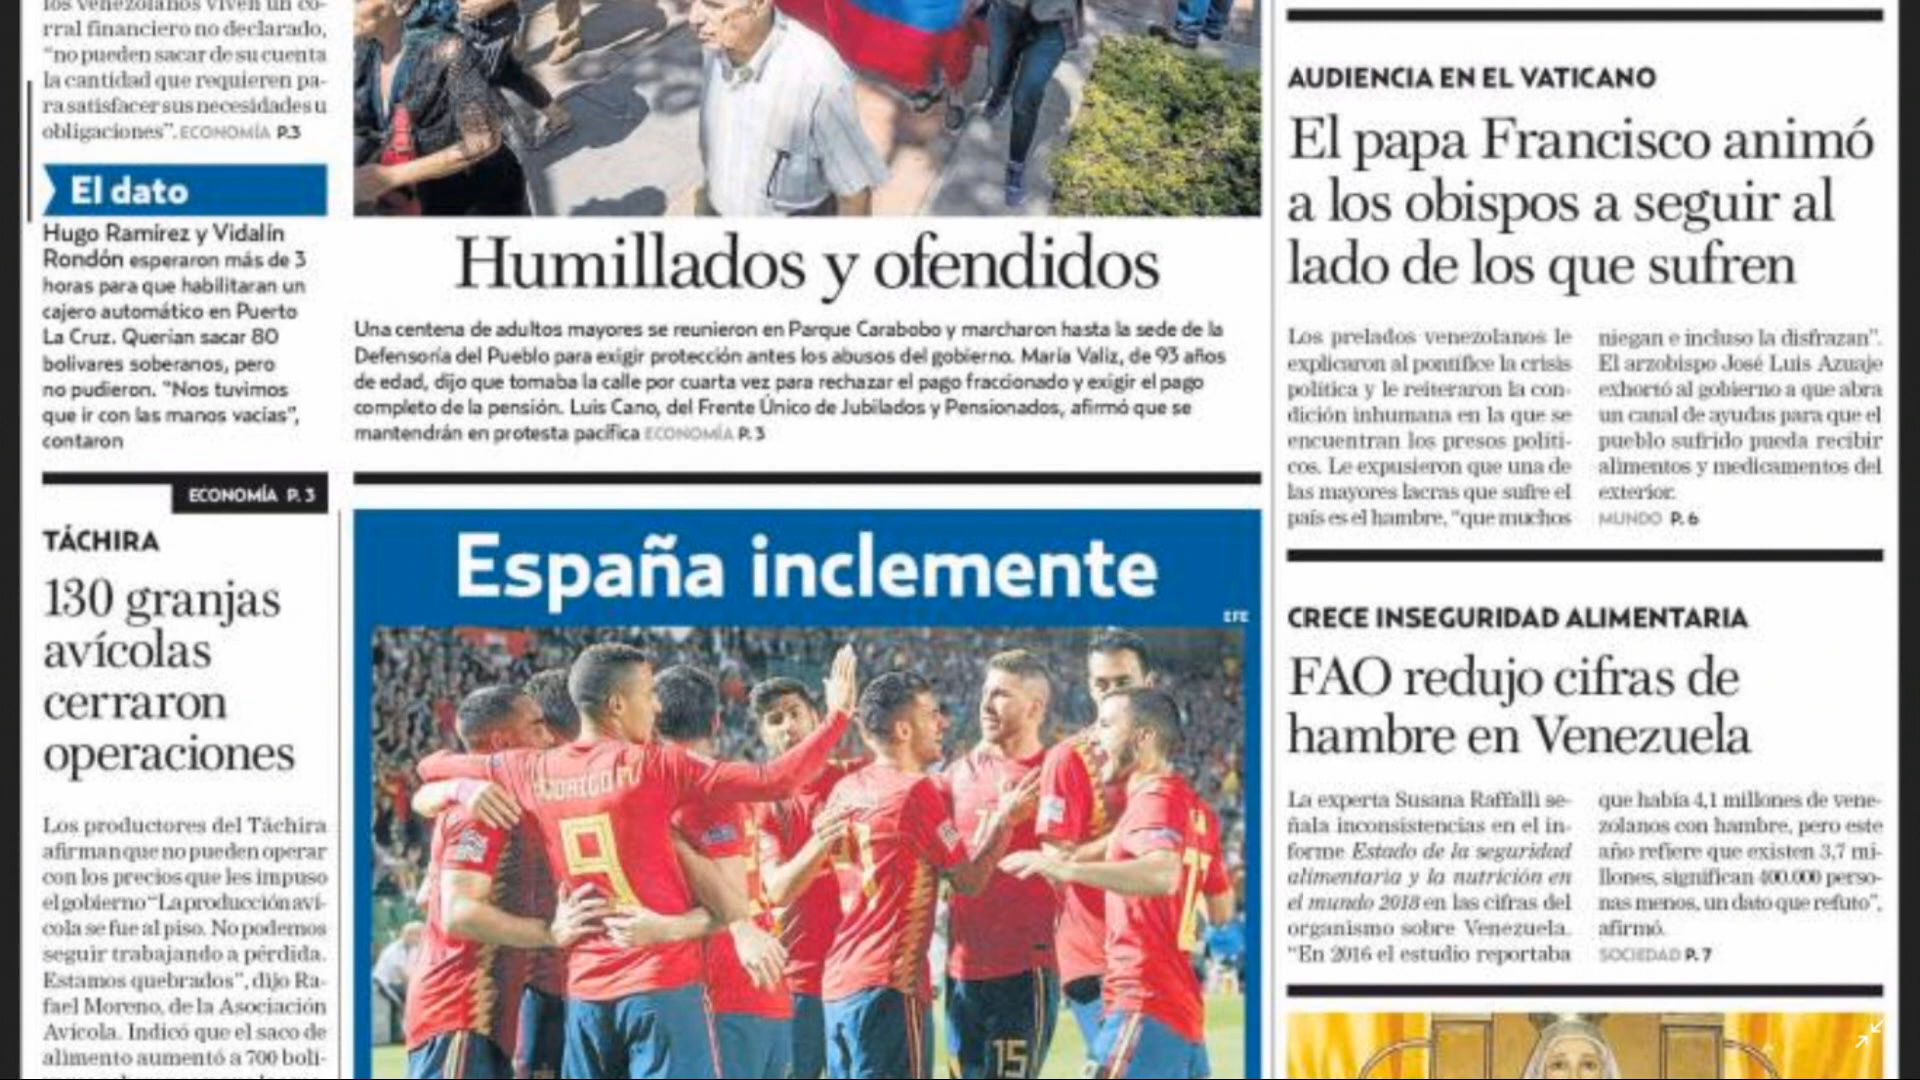 los venezolanos viven un co-
rral financiero no declarado,
“no pueden sacar de su cuenta
la cantidad que requieren pa-
ra satisfacer sus necesidades u
obligaciones”. ECONOMÍA P.3
El dato
Hugo Ramírez y Vidalín
Rondón esperaron más de 3
horas para que habilitaran un
cajero automático en Puerto
La Cruz. Querían sacar 80
bolívares soberanos, pero
no pudieron. “Nos tuvimos
que ir con las manos vacías”,
contaron
ECONOMÍA P. 3
TÁCHIRA
130 granjas
avícolas
cerraron
operaciones
Los productores del Táchira
afirman que no pueden operar
con los precios que les impuso
el gobierno “La producción aví-
cola se fue al piso. No podemos
seguir trabajando a pérdida.
Estamos quebrados”, dijo Ra-
fael Moreno, de la Asociación
Avícola. Indicó que el saco de
alimento aumentó a 700 bolí-
Humillados y ofendidos
Una centena de adultos mayores se reunieron en Parque Carabobo y marcharon hasta la sede de la
Defensoría del Pueblo para exigir protección antes los abusos del gobierno. María Valiz, de 93 años
de edad, dijo que tomaba la calle por cuarta vez para rechazar el pago fraccionado y exigir el pago
completo de la pensión. Luis Cano, del Frente Único de Jubilados y Pensionados, afirmó que se
mantendrán en protesta pacífica ECONOMÍA P. 3
España inclemente
EFE
RODRIGO M.
9
15
AUDIENCIA EN EL VATICANO
El papa Francisco animó
a los obispos a seguir al
lado de los que sufren
Los prelados venezolanos le
explicaron al pontífice la crisis
política y le reiteraron la con-
dición inhumana en la que se
encuentran los presos políti-
cos. Le expusieron que una de
las mayores lacras que sufre el
país es el hambre, “que muchos
niegan e incluso la disfrazan”.
El arzobispo José Luis Azuaje
exhortó al gobierno a que abra
un canal de ayudas para que el
pueblo sufrido pueda recibir
alimentos y medicamentos del
exterior.
MUNDO P. 6
CRECE INSEGURIDAD ALIMENTARIA
FAO redujo cifras de
hambre en Venezuela
La experta Susana Raffalli se-
ñala inconsistencias en el in-
forme Estado de la seguridad
alimentaria y la nutrición en
el mundo 2018 en las cifras del
organismo sobre Venezuela.
“En 2016 el estudio reportaba
que había 4,1 millones de vene-
zolanos con hambre, pero este
año refiere que existen 3,7 mi-
llones, significan 400.000 perso-
nas menos, un dato que refuto”,
afirmó.
SOCIEDAD P. 7